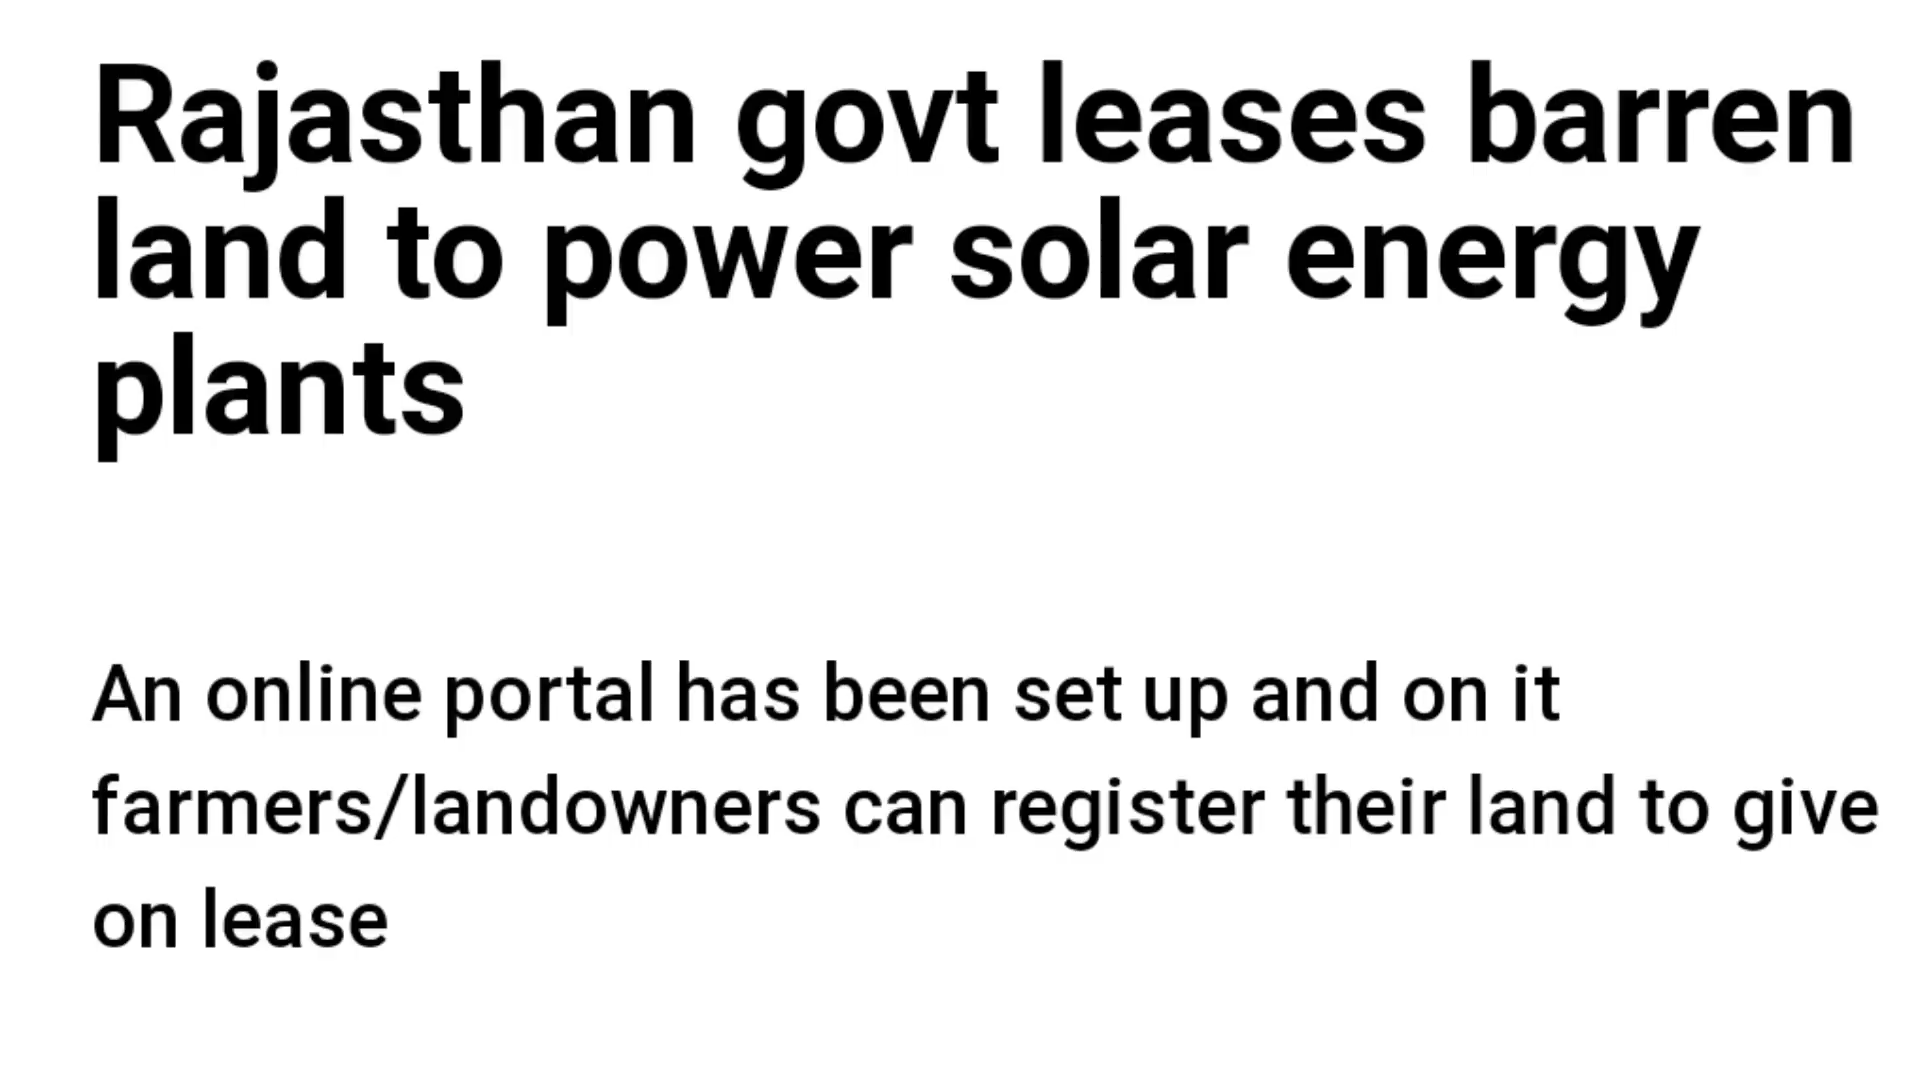 Rajasthan govt leases barren
land to power solar energy
plants
An online portal has been set up and on it
farmers/landowners can register their land to give
on lease